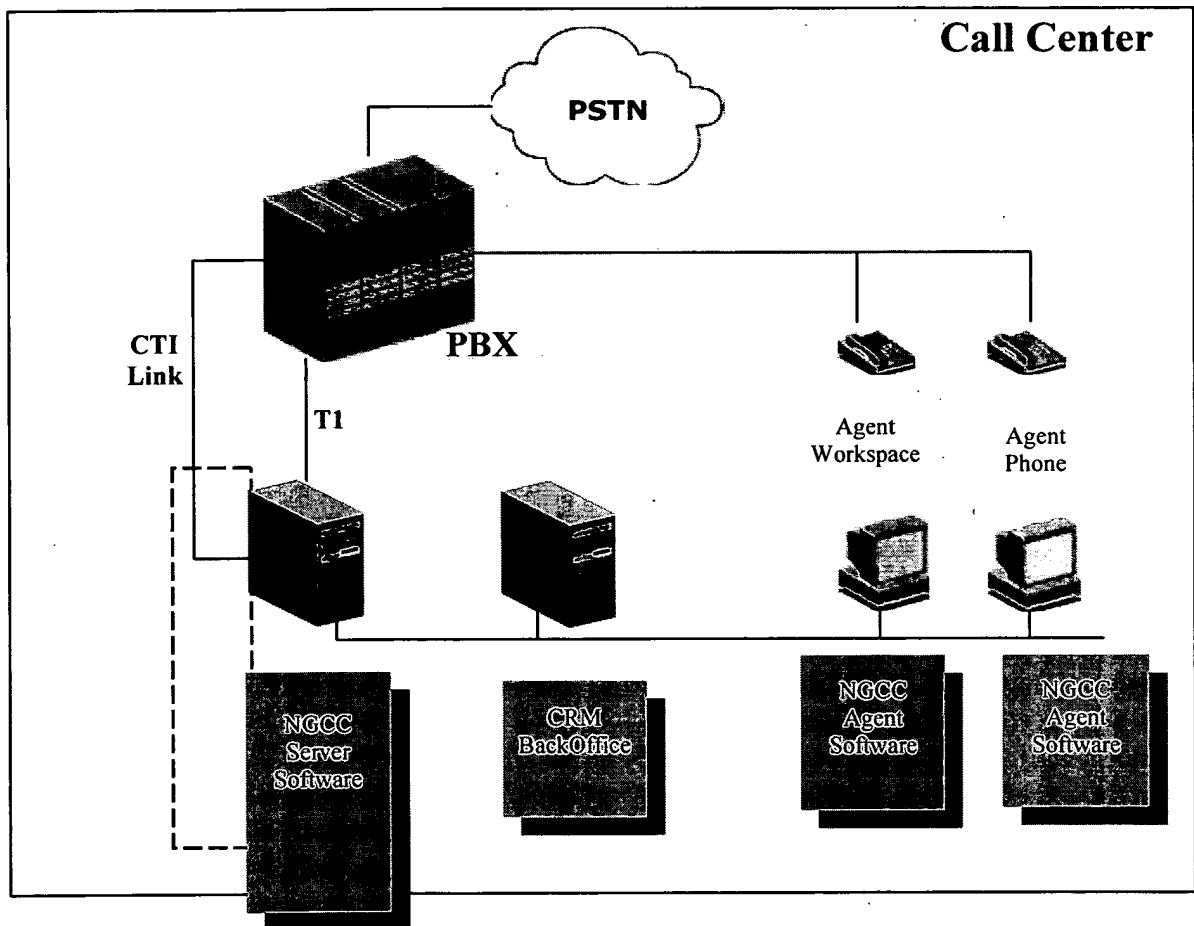 Call Center
PSTN
PBX
CTI
Link
T1
Agent
Workspace
Agent
Phone
NGCC
Server
Software
CRM
BackOffice
NGCC
Agent
Software
NGCC
Agent
Software